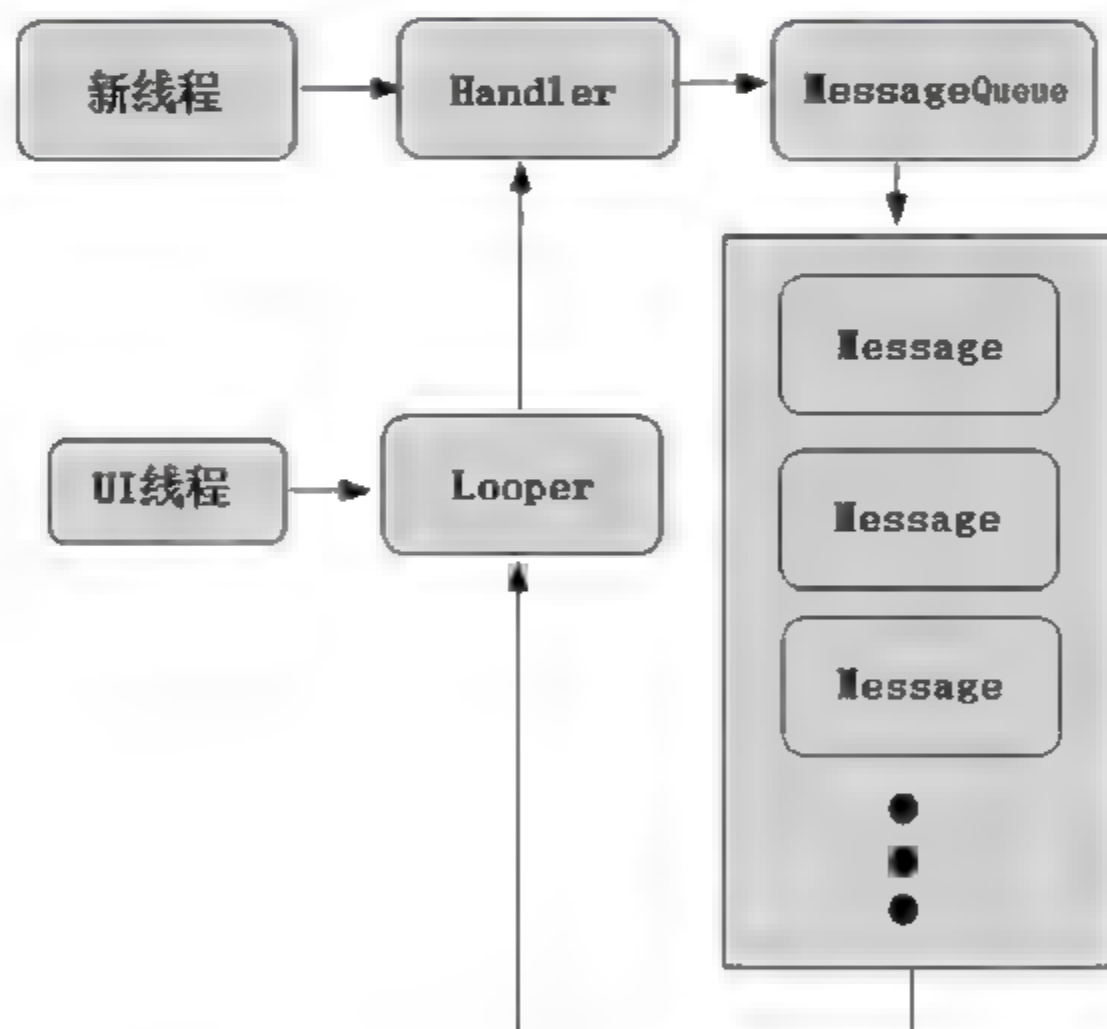 新线程
Handler
MessageQueue
Message
UI线程
Looper
Message
Message